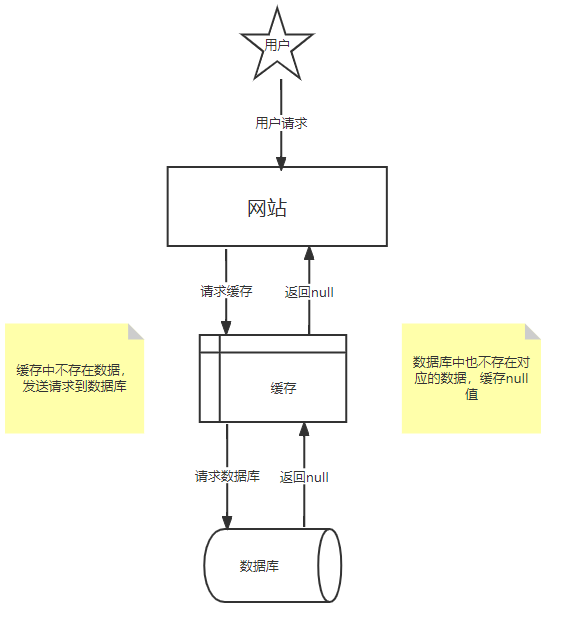 用户
用户请求
网站
请求缓存
返回null
缓存中不存在数据，
发送请求到数据库
数据库中也不存在对
应的数据，缓存null
值
缓存
请求数据库
返回null
数据库